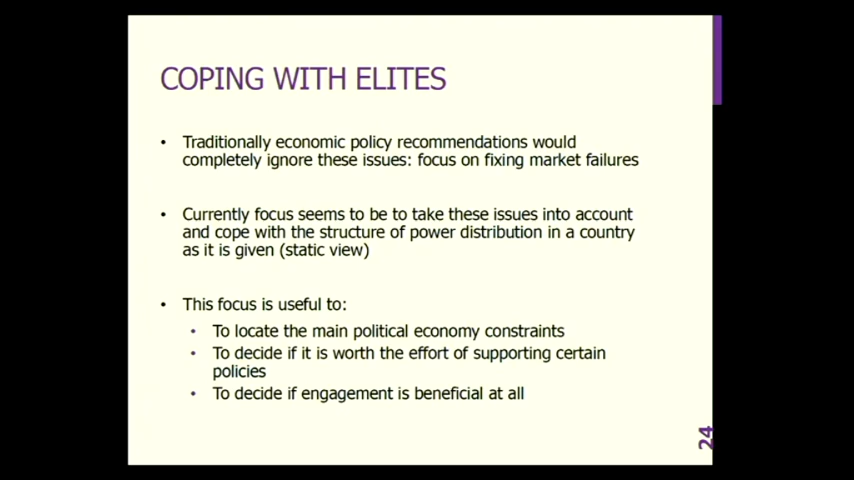 COPING WITH ELITES
• Traditionally economic policy recommendations would
completely ignore these issues: focus on fixing market failures
• Currently focus seems to be to take these issues into account
and cope with the structure of power distribution in a country
as it is given (static view)
• This focus is useful to:
• To locate the main political economy constraints
• To decide if it is worth the effort of supporting certain
policies
• To decide if engagement is beneficial at all
24